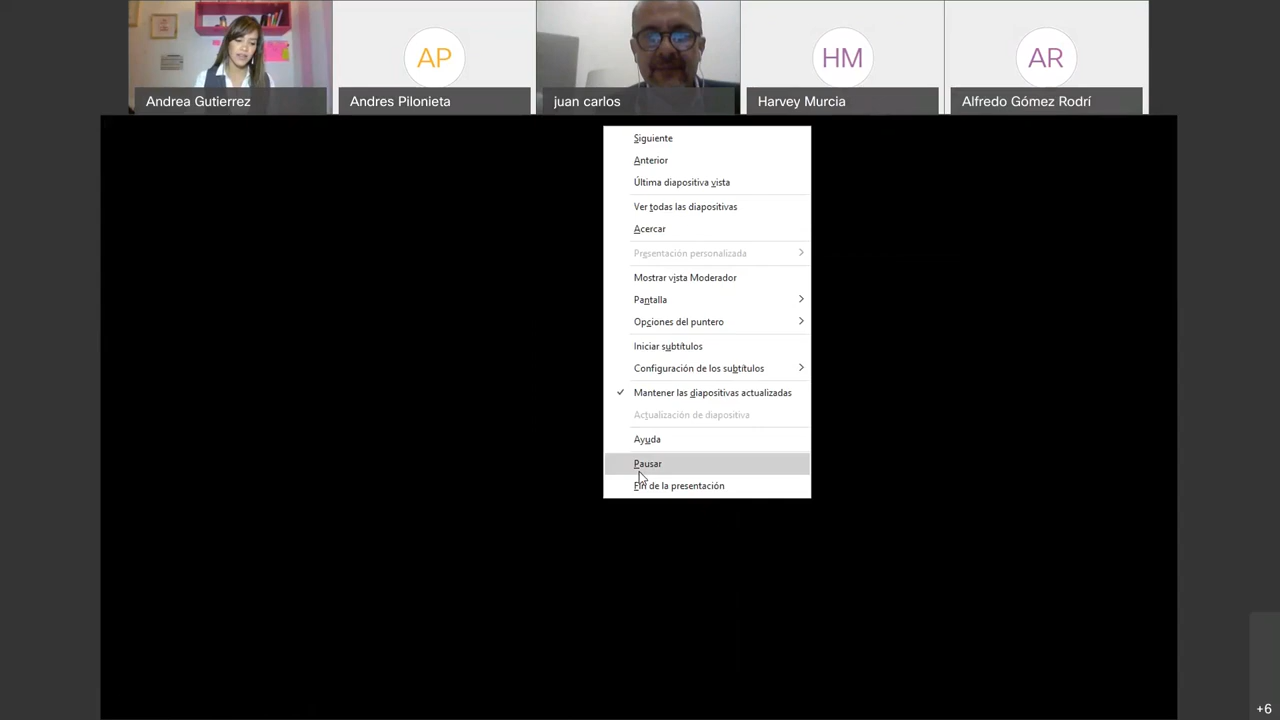 AP
HM
AR
Andrea Gutierrez
Andres Pilonieta
juan carlos
Harvey Murcia
Alfredo Gómez Rodrí
Siguiente
Anterior
Última diapositiva vista
Ver todas las diapositivas
Acercar
Presentación personalizada
Mostrar vista Moderador
Pantalla
Opciones del puntero
Iniciar subtítulos
Configuración de los subtítulos
Mantener las diapositivas actualizadas
Actualización de diapositiva
Ayuda
Pausar
Fin de la presentación
+6